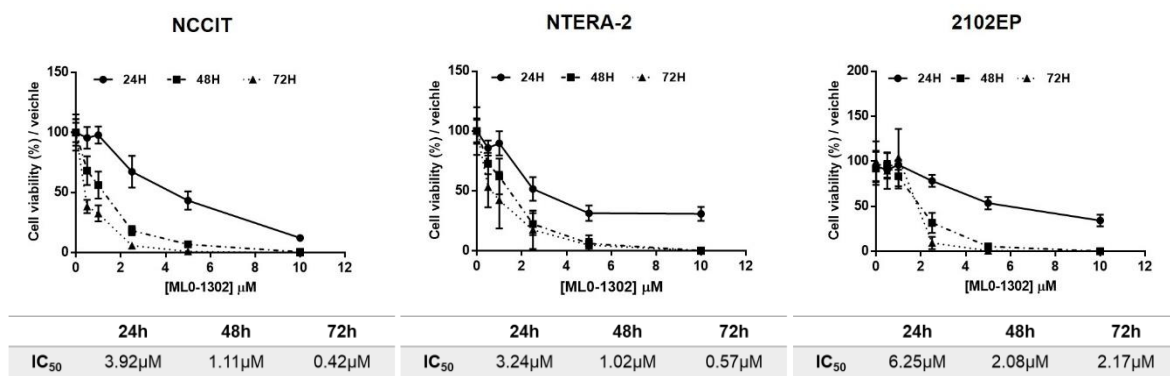 NCCIT
150
24H
48H
72H
100
50
0
Cell viability (%) / veichle
0 2 4 6 8 10 12
[ML0-1302] μM
24h 48h 72h
IC50 3.92μM 1.11μM 0.42μM
NTERA-2
150
24H
48H
72H
100
50
0
Cell viability (%) / veichle
0 2 4 6 8 10 12
[ML0-1302] μM
24h 48h 72h
IC50 3.24μM 1.02μM 0.57μM
2102EP
200
24H
48H
72H
150
100
50
0
Cell viability (%) / veichle
0 2 4 6 8 10 12
[ML0-1302] μM
24h 48h 72h
IC50 6.25μM 2.08μM 2.17μM